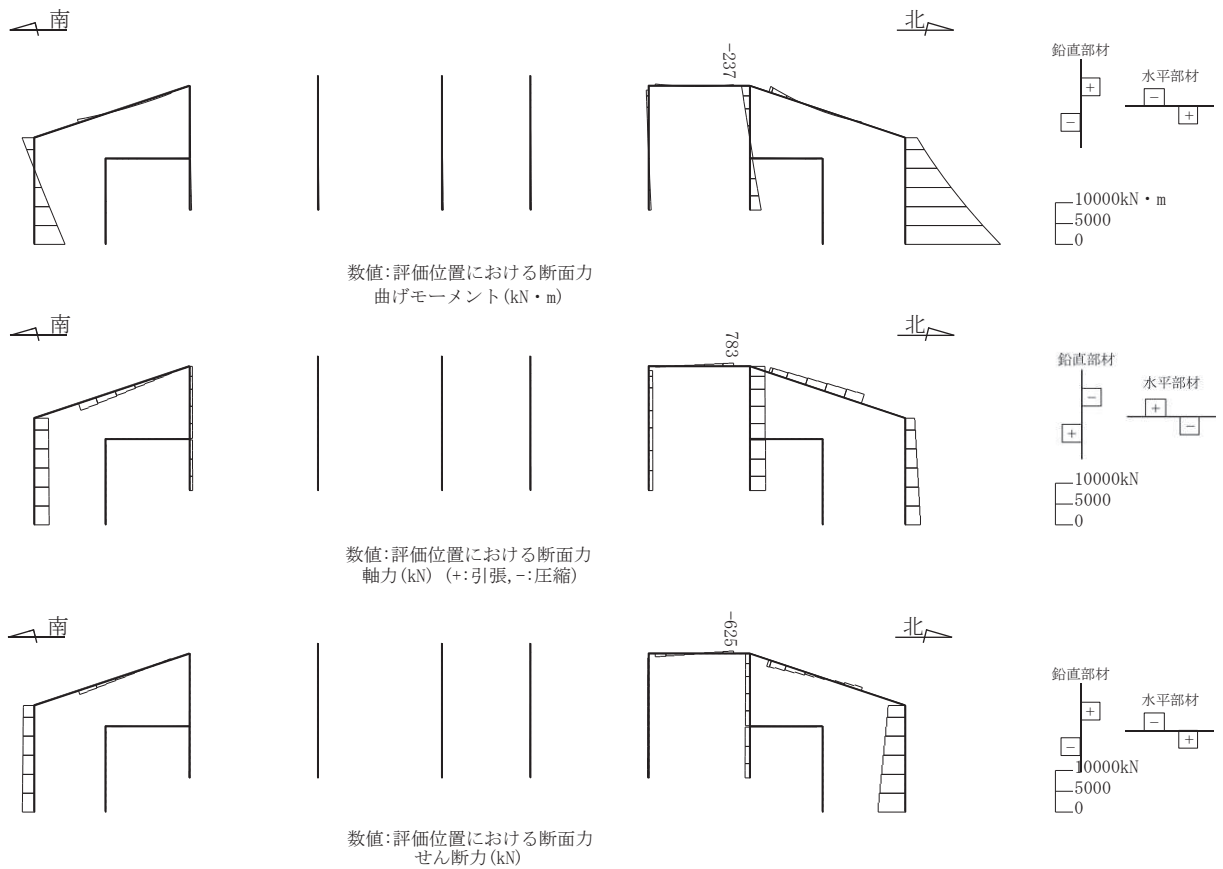 南
北
-237
鉛直部材
水平部材
+
−
−
+
10000kN・m
5000
0
数値:評価位置における断面力
曲げモーメント(kN・m)
南
北
783
鉛直部材
水平部材
−
+
+
−
10000kN
5000
0
数値:評価位置における断面力
軸力(kN) (+:引張,-:圧縮)
南
北
-625
鉛直部材
水平部材
+
−
−
+
10000kN
5000
0
数値:評価位置における断面力
せん断力(kN)